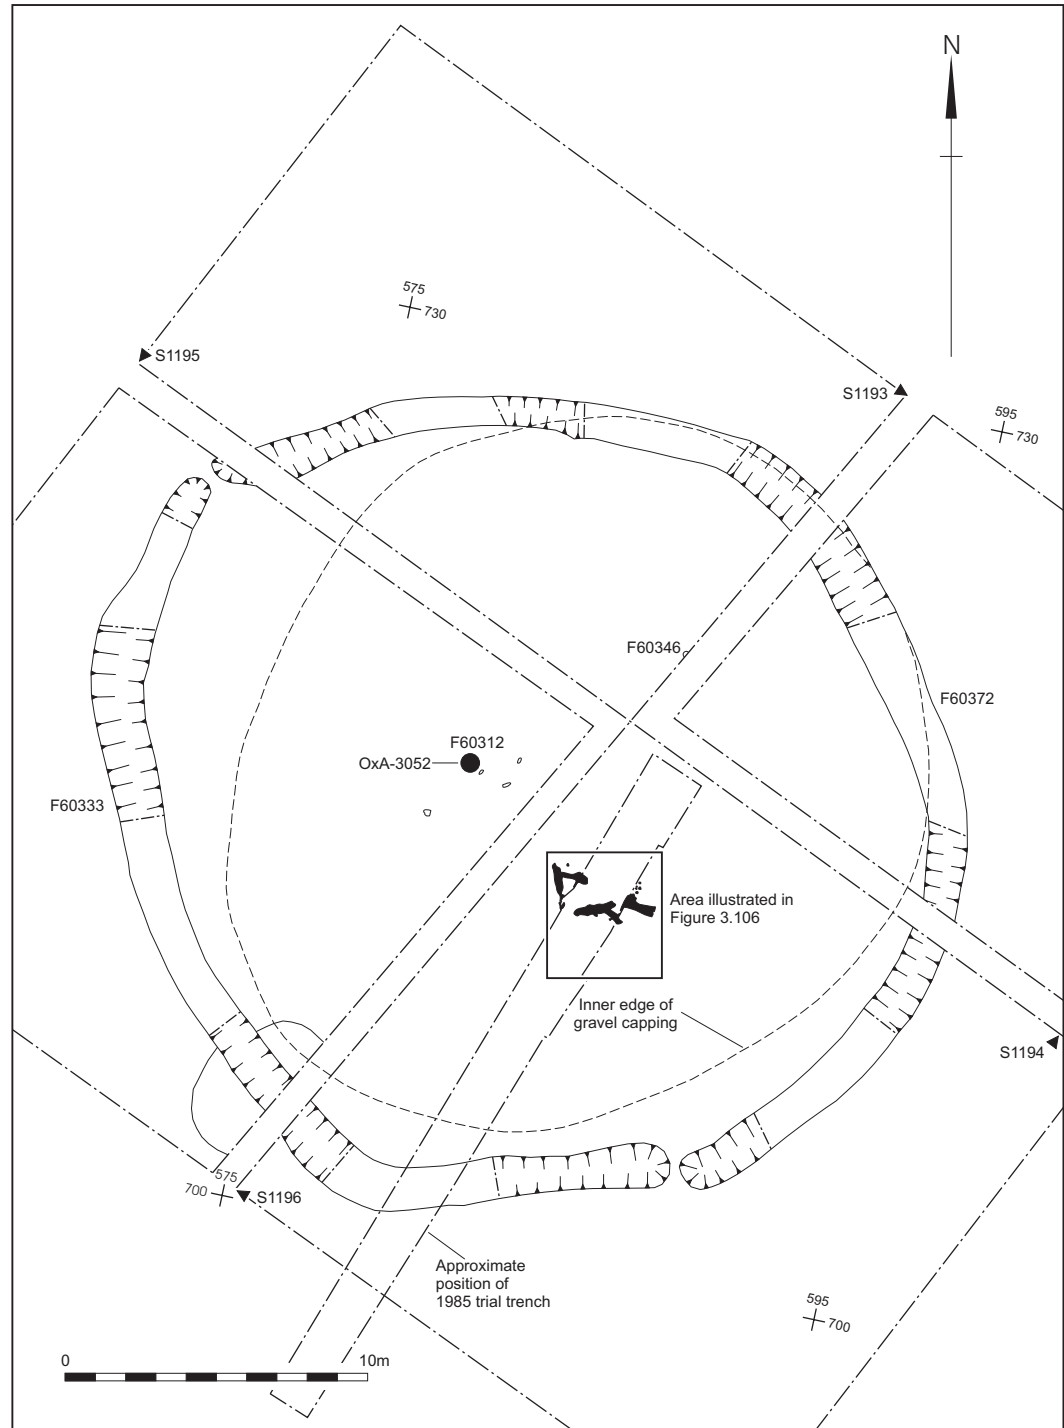 N
575
730
S1195
S1193
595
730
F60346
F60372
F60312
OxA-3052
F60333
Area illustrated in
Figure 3.106
Inner edge of
gravel capping
S1194
575
700
S1196
Approximate
position of
1985 trial trench
595
700
0
10m